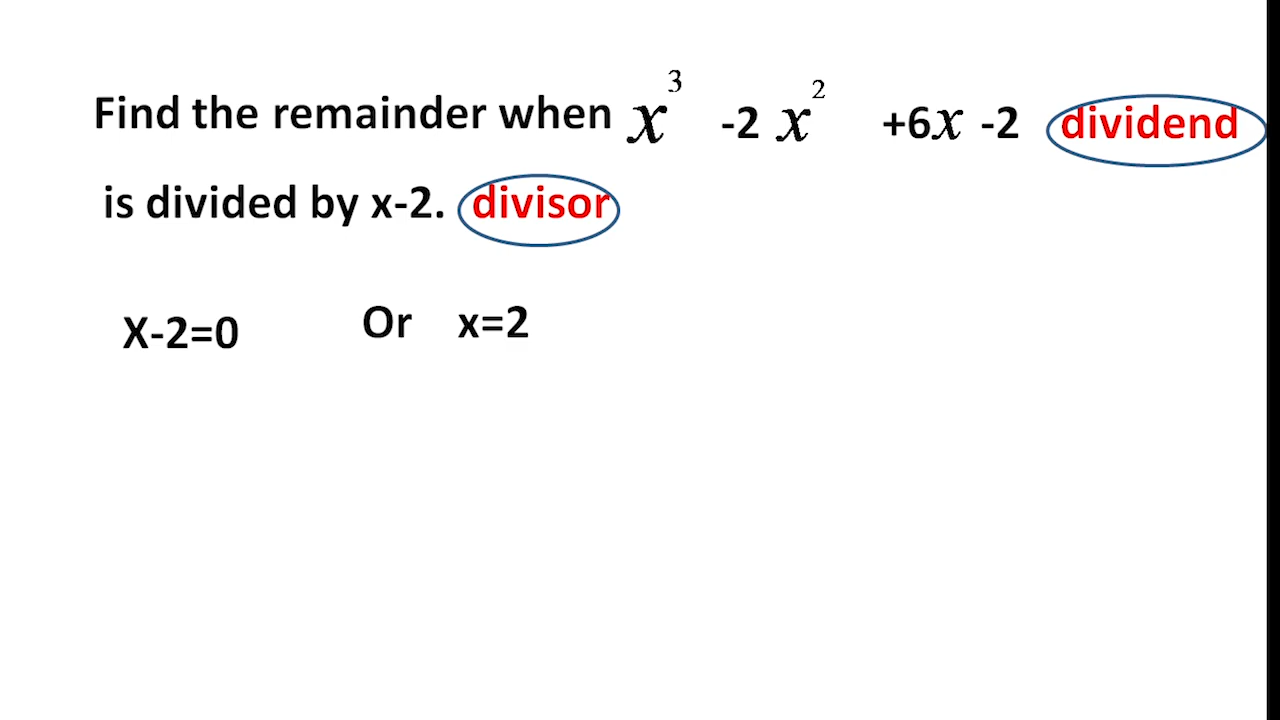 Find the remainder when x³ -2 x² +6x -2 dividend
is divided by x-2. divisor
X-2=0 Or x=2